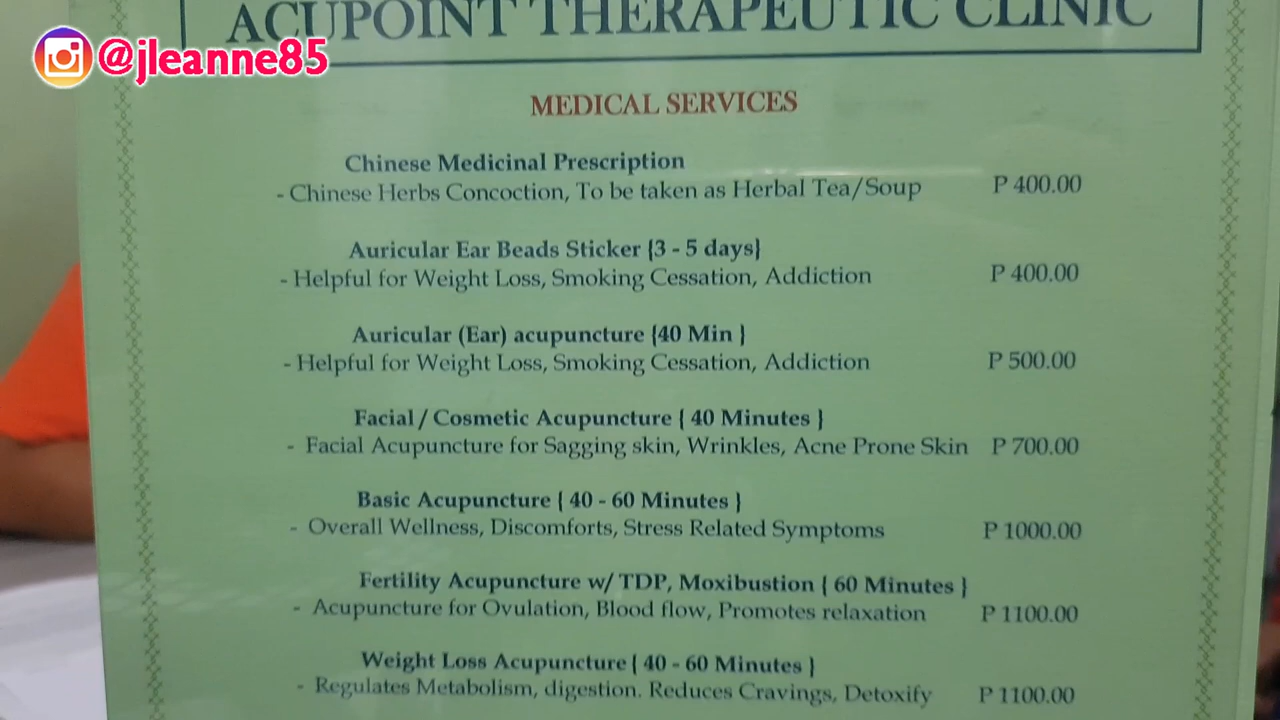 ACUPOINT THERAPEUTIC CLINIC
@jleanne85
MEDICAL SERVICES
Chinese Medicinal Prescription
- Chinese Herbs Concoction, To be taken as Herbal Tea/Soup P 400.00
Auricular Ear Beads Sticker {3 - 5 days}
- Helpful for Weight Loss, Smoking Cessation, Addiction P 400.00
Auricular (Ear) acupuncture {40 Min }
- Helpful for Weight Loss, Smoking Cessation, Addiction P 500.00
Facial / Cosmetic Acupuncture { 40 Minutes }
- Facial Acupuncture for Sagging skin, Wrinkles, Acne Prone Skin P 700.00
Basic Acupuncture { 40 - 60 Minutes }
- Overall Wellness, Discomforts, Stress Related Symptoms P 1000.00
Fertility Acupuncture w/ TDP, Moxibustion { 60 Minutes }
- Acupuncture for Ovulation, Blood flow, Promotes relaxation P 1100.00
Weight Loss Acupuncture { 40 - 60 Minutes }
- Regulates Metabolism, digestion. Reduces Cravings, Detoxify P 1100.00